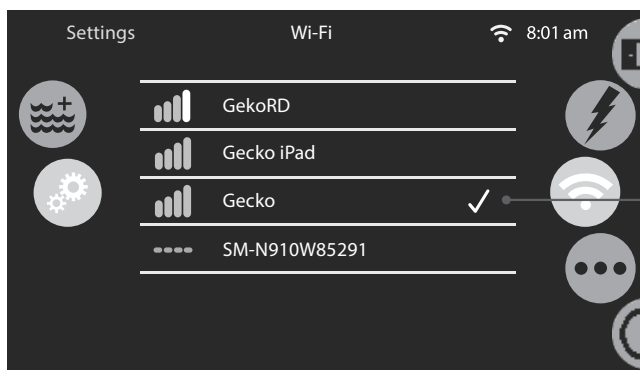 Settings Wi-Fi 8:01 am
GekoRD
Gecko iPad
Gecko
SM-N910W85291